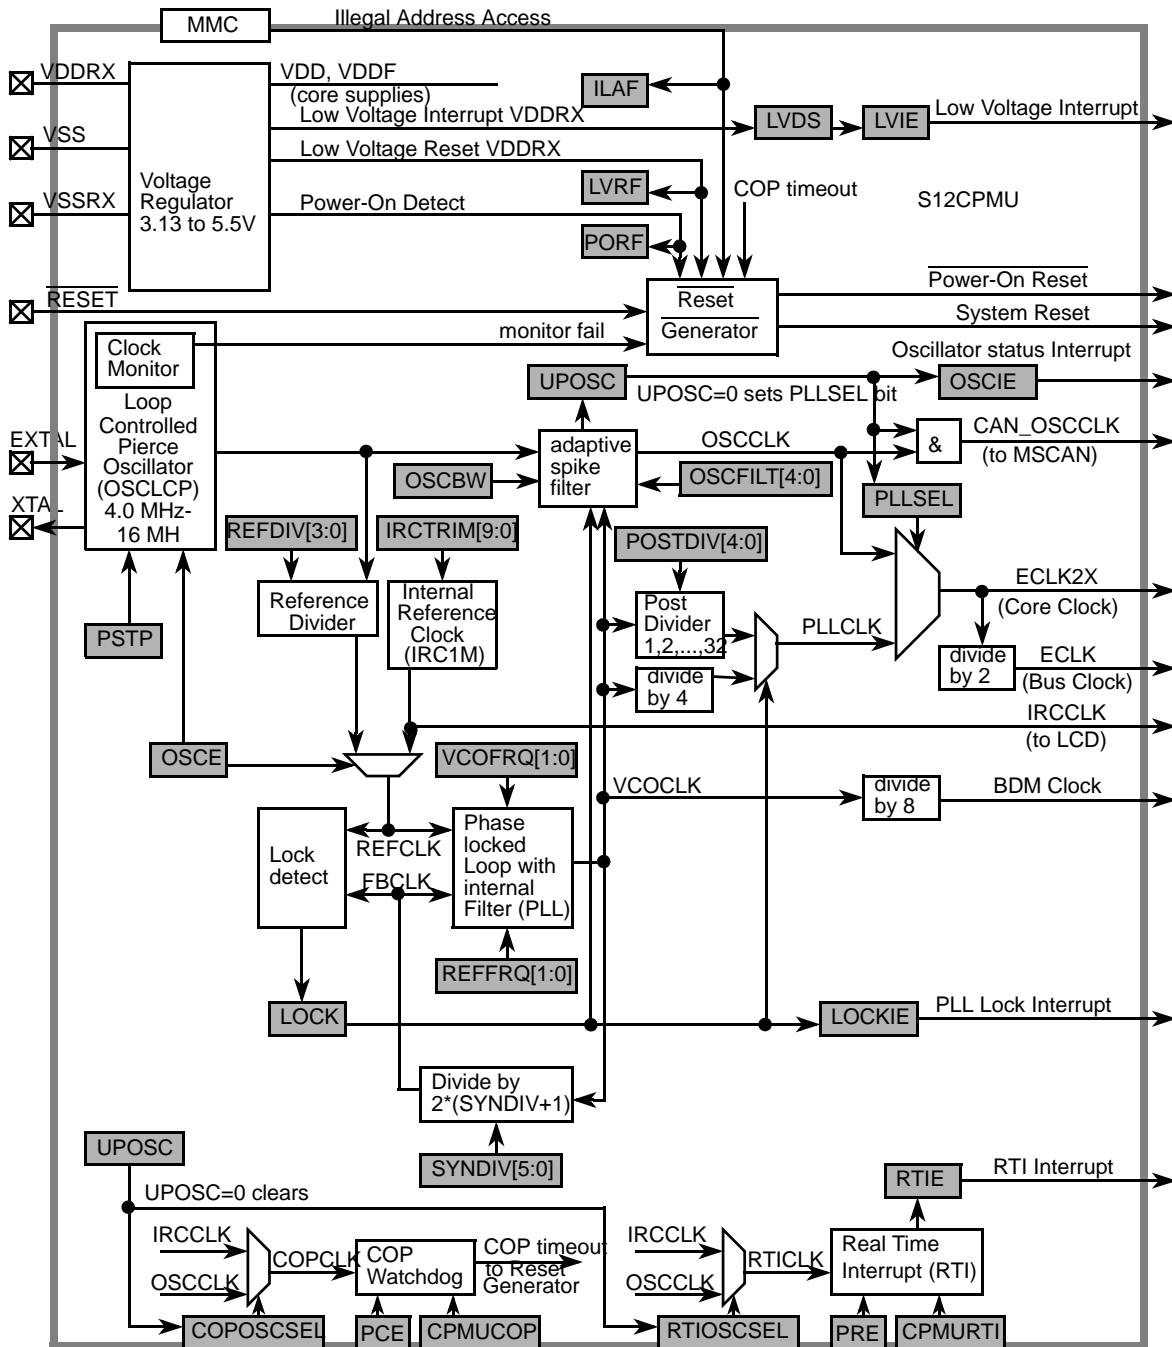 MMC
Illegal Address Access
VDDRX
VDD, VDDF
(core supplies)
ILAF
Low Voltage Interrupt VDDRX
LVDS
LVIE
Low Voltage Interrupt
VSS
Low Voltage Reset VDDRX
Voltage
Regulator
3.13 to 5.5V
LVRF
COP timeout
S12CPMU
VSSRX
Power-On Detect
PORF
RESET
Reset
Generator
Power-On Reset
System Reset
monitor fail
Clock
Monitor
Oscillator status Interrupt
UPOSC
UPOSC=0 sets PLLSEL bit
OSCIE
Loop
Controlled
Pierce
Oscillator
(OSCLCP)
4.0 MHz-
16 MH
EXTAL
XTAL
adaptive
spike
filter
OSCCLK
&
CAN_OSCCLK
(to MSCAN)
OSCBW
OSCFILT[4:0]
PLLSEL
REFDIV[3:0]
IRCTRIM[9:0]
POSTDIV[4:0]
Reference
Divider
Internal
Reference
Clock
(IRC1M)
Post
Divider
1,2,...,32
PLLCLK
ECLK2X
(Core Clock)
PSTP
divide
by 4
divide
by 2
ECLK
(Bus Clock)
IRCCLK
(to LCD)
OSCE
VCOFRQ[1:0]
VCOCLK
divide
by 8
BDM Clock
Lock
detect
REFCLK
FBCLK
Phase
locked
Loop with
internal
Filter (PLL)
REFFRQ[1:0]
LOCK
LOCKIE
PLL Lock Interrupt
Divide by
2*(SYNDIV+1)
SYNDIV[5:0]
UPOSC
UPOSC=0 clears
RTIE
RTI Interrupt
IRCCLK
OSCCLK
COPCLK
COP
Watchdog
COP timeout
to Reset
Generator
IRCCLK
OSCCLK
RTICLK
Real Time
Interrupt (RTI)
COPOSCSEL
PCE
CPMUCOP
RTIOSCSEL
PRE
CPMURTI